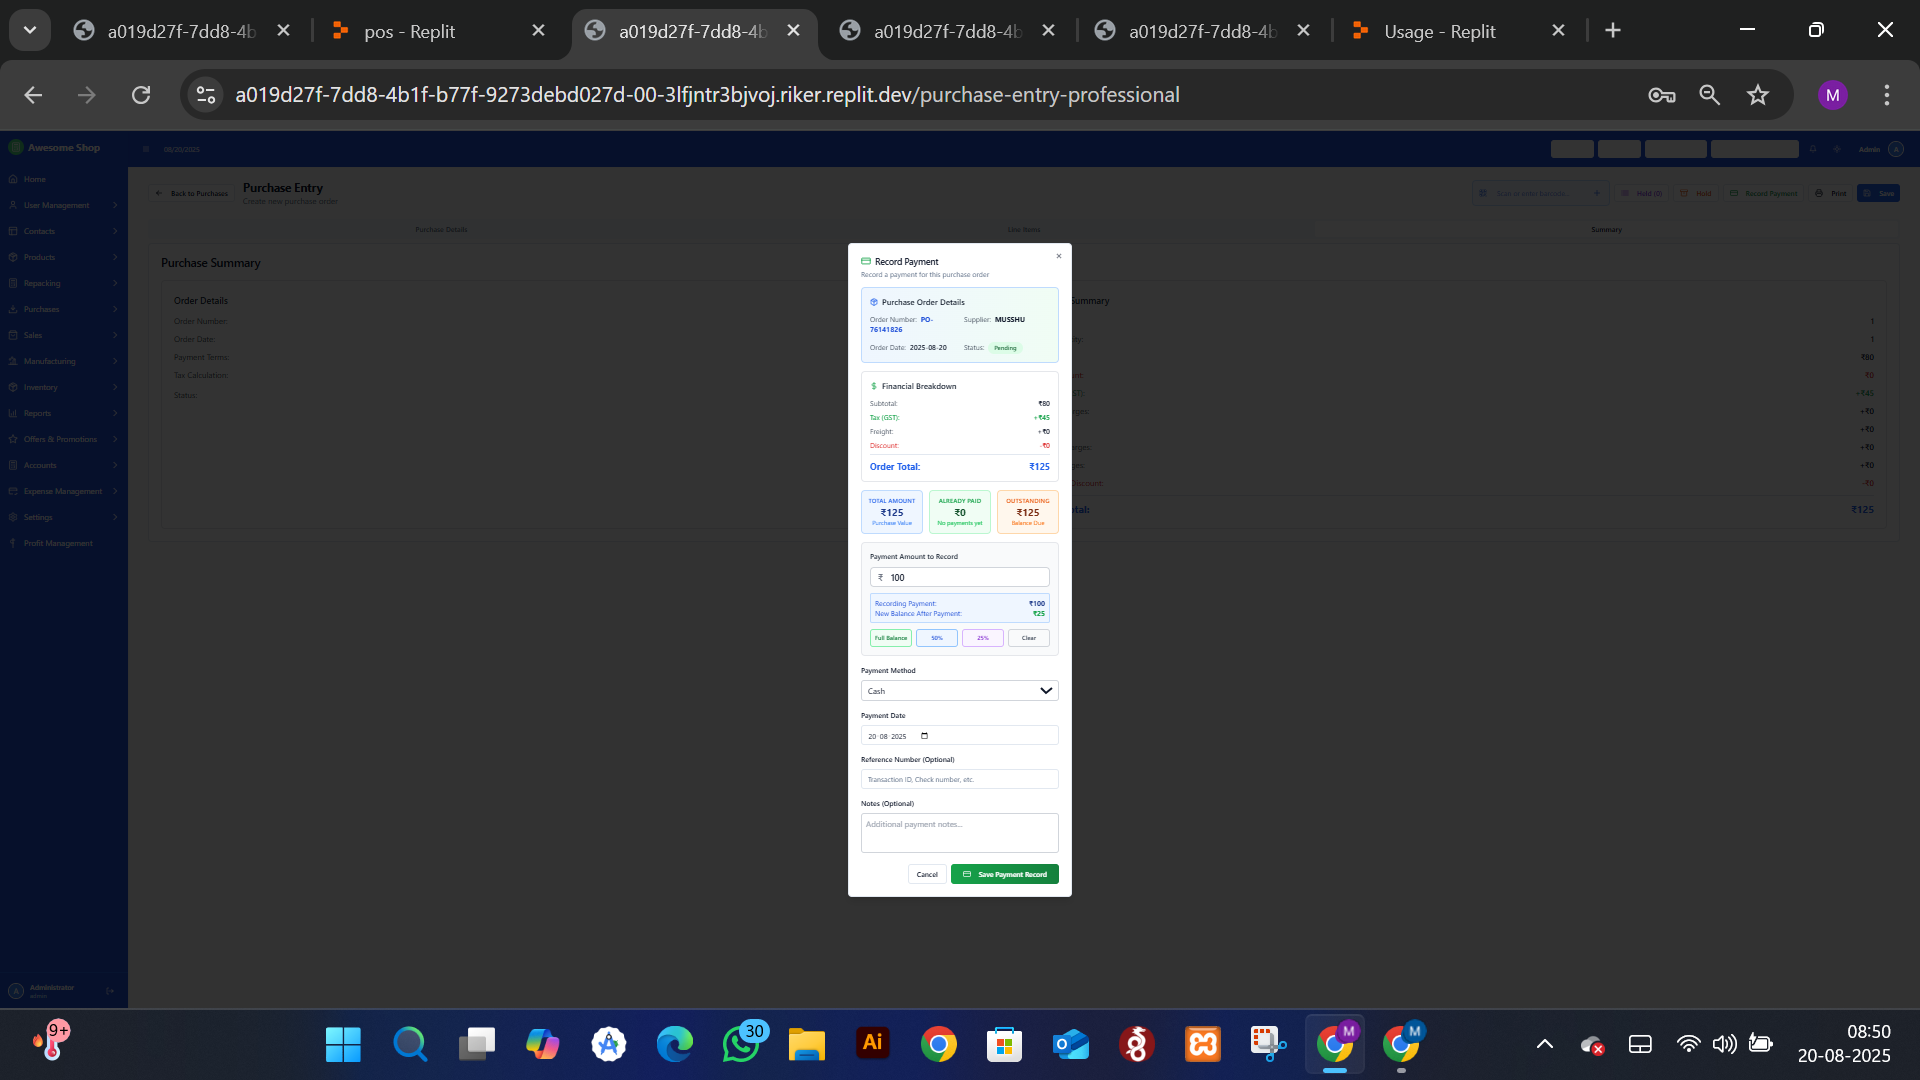 a019d27f-7dd8-4b
pos - Replit
a019d27f-7dd8-4b
a019d27f-7dd8-4b
a019d27f-7dd8-4b
Usage - Replit
a019d27f-7dd8-4b1f-b77f-9273debd027d-00-3lfjntr3bjvoj.riker.replit.dev/purchase-entry-professional
M
Awesome Shop
08/20/2025
Admin
A
Home
User Management
Contacts
Products
Repacking
Purchases
Sales
Manufacturing
Inventory
Reports
Offers & Promotions
Accounts
Expense Management
Settings
Profit Management
A
Administrator
admin
Back to Purchases
Purchase Entry
Create new purchase order
Scan or enter barcode
Hold (0)
Hold
Record Payment
Print
Save
Purchase Details
Line Items
Summary
Purchase Summary
Order Details
Order Number:
Order Date:
Payment Terms:
Tax Calculation:
Status:
Summary
1
1
₹80
₹0
+₹45
+₹0
+₹0
+₹0
+₹0
Discount:
-₹0
₹125
Record Payment
Record a payment for this purchase order
Purchase Order Details
Order Number: PO-76141826
Supplier: MUSSHU
Order Date: 2025-08-20
Status: Pending
Financial Breakdown
Subtotal: ₹80
Tax (GST): +₹45
Freight: +₹0
Discount: -₹0
Order Total: ₹125
TOTAL AMOUNT
₹125
Purchase Value
ALREADY PAID
₹0
No payments yet
OUTSTANDING
₹125
Balance Due
Payment Amount to Record
₹ 100
Recording Payment: ₹100
New Balance After Payment: ₹25
Full Balance
50%
25%
Clear
Payment Method
Cash
Payment Date
20-08-2025
Reference Number (Optional)
Transaction ID, Check number, etc.
Notes (Optional)
Additional payment notes...
Cancel
Save Payment Record
9+
30
Ai
M
M
08:50
20-08-2025